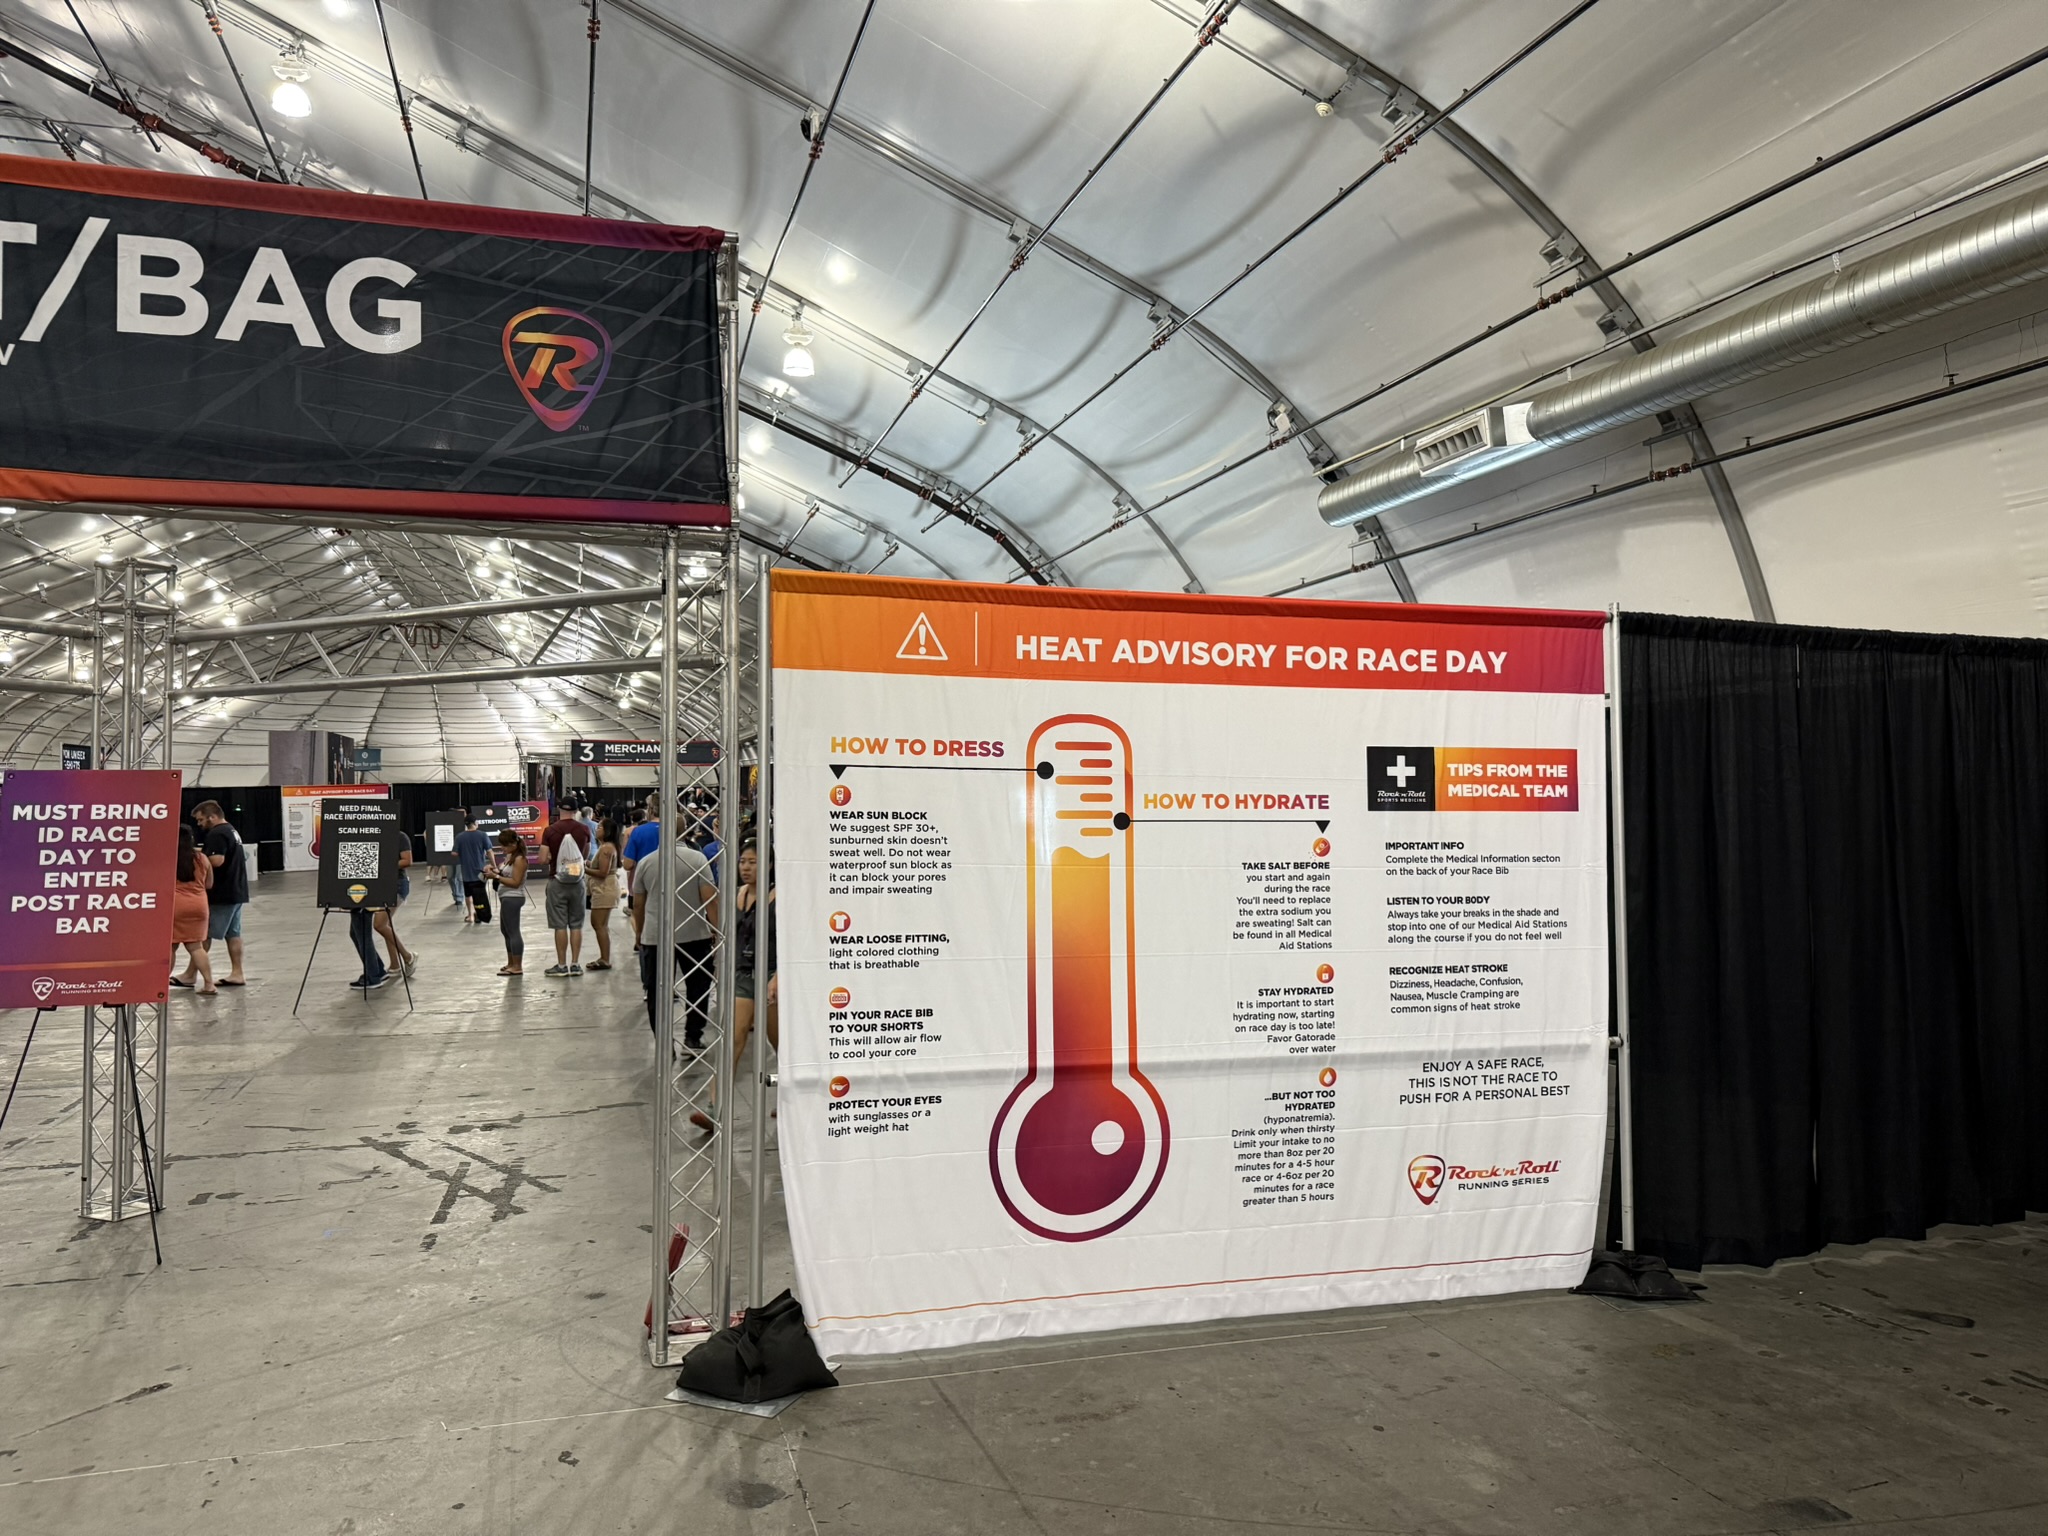 /BAG
TM
MUST BRING
ID RACE
DAY TO
ENTER
POST RACE
BAR
Rock'n'Roll
RUNNING SERIES
NEED FINAL
RACE INFORMATION
SCAN HERE:
HEAT ADVISORY FOR RACE DAY
RESTROOMS
2025
3
HEAT ADVISORY FOR RACE DAY
HOW TO DRESS
WEAR SUN BLOCK
We suggest SPF 30+,
sunburned skin doesn't
sweat well. Do not wear
waterproof sun block as
it can block your pores
and impair sweating
WEAR LOOSE FITTING,
light colored clothing
that is breathable
PIN YOUR RACE BIB
TO YOUR SHORTS
This will allow air flow
to cool your core
PROTECT YOUR EYES
with sunglasses or a
light weight hat
HOW TO HYDRATE
TAKE SALT BEFORE
you start and again
during the race
You'll need to replace
the extra sodium you
are sweating! Salt can
be found in all Medical
Aid Stations
STAY HYDRATED
It is important to start
hydrating now, starting
on race day is too late!
Favor Gatorade
over water
...BUT NOT TOO
HYDRATED
(hyponatremia).
Drink only when thirsty
Limit your intake to no
more than 8oz per 20
minutes for a 4-5 hour
race or 4-6oz per 20
minutes for a race
greater than 5 hours
Rock'n'Roll
SPORTS MEDICINE
TIPS FROM THE
MEDICAL TEAM
IMPORTANT INFO
Complete the Medical Information secton
on the back of your Race Bib
LISTEN TO YOUR BODY
Always take your breaks in the shade and
stop into one of our Medical Aid Stations
along the course if you do not feel well
RECOGNIZE HEAT STROKE
Dizziness, Headache, Confusion,
Nausea, Muscle Cramping are
common signs of heat stroke
ENJOY A SAFE RACE,
THIS IS NOT THE RACE TO
PUSH FOR A PERSONAL BEST
Rock'n'Roll
RUNNING SERIES